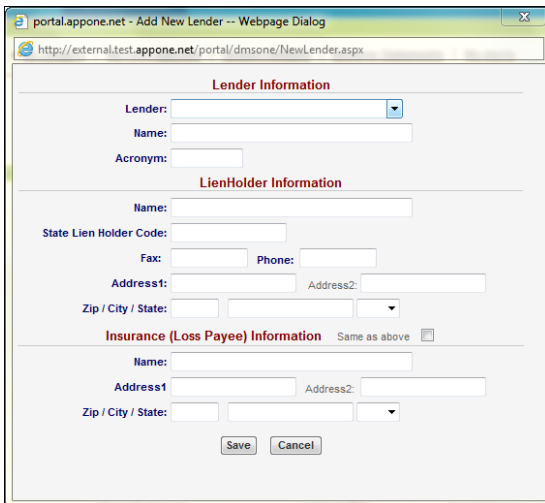 portal.appone.net - Add New Lender -- Webpage Dialog
http://external.test.appone.net/portal/dmsone/NewLender.aspx
Lender Information
Lender:
Name:
Acronym:
LienHolder Information
Name:
State Lien Holder Code:
Fax: Phone:
Address1: Address2:
Zip / City / State:
Insurance (Loss Payee) Information Same as above
Name:
Address1 Address2:
Zip / City / State:
Save Cancel